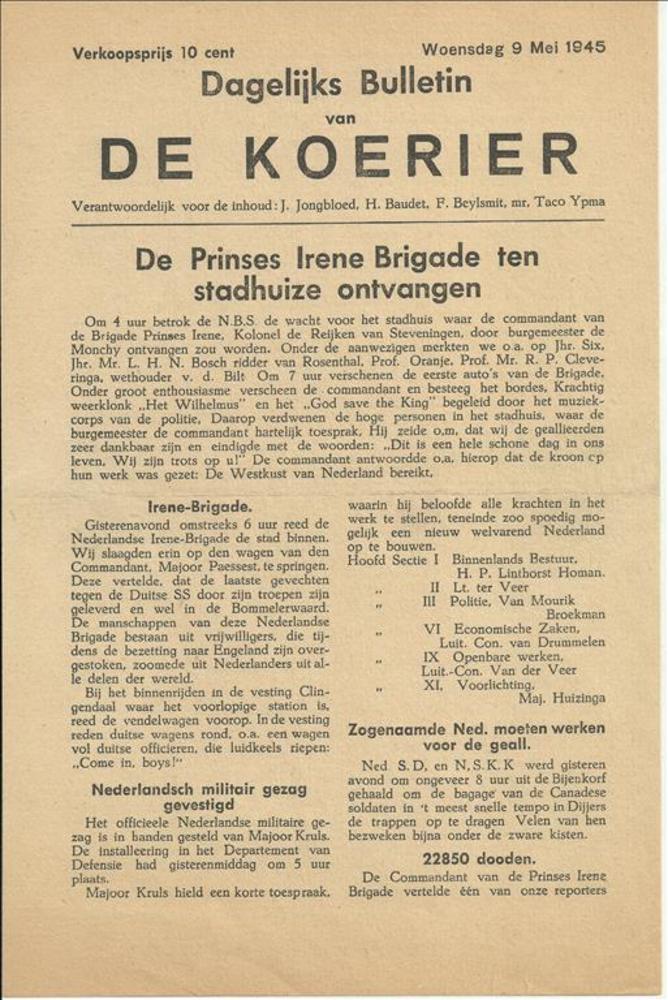 Verkoopsprijs 10 cent
Woensdag 9 Mei 1945
Dagelijks Bulletin
van
DE KOERIER
Verantwoordelijk voor de inhoud: J. Jongbloed, H. Baudet, F. Beylsmit, mr. Taco Ypma
De Prinses Irene Brigade ten
stadhuize ontvangen
Om 4 uur betrok de N.B.S. de wacht voor het stadhuis waar de commandant van
de Brigade Prinses Irene, Kolonel de Reijken van Steveningen, door burgemeester de
Monchy ontvangen zou worden. Onder de aanwezigen merkten we o.a. op Jhr. Six,
Jhr. Mr. L. H. N. Bosch ridder van Rosenthal, Prof. Oranje, Prof. Mr. R. P. Cleve-
ringa, wethouder v. d. Bilt Om 7 uur verschenen de eerste auto's van de Brigade.
Onder groot enthousiasme verscheen de commandant en besteeg het bordes, Krachtig
weerklonk „Het Wilhelmus" en het „God save the King" begeleid door het muziek-
corps van de politie, Daarop verdwenen de hoge personen in het stadhuis, waar de
burgemeester de commandant hartelijk toesprak, Hij zeide o,m, dat wij de geallieerden
zeer dankbaar zijn en eindigde met de woorden: „Dit is een hele schone dag in ons
leven, Wij zijn trots op u!" De commandant antwoordde o,a, hierop dat de kroon cp
hun werk was gezet: De Westkust van Nederland bereikt,
Irene-Brigade.
Gisterenavond omstreeks 6 uur reed de
Nederlandse Irene-Brigade de stad binnen.
Wij slaagden erin op den wagen van den
Commandant, Majoor Paessest, te springen.
Deze vertelde, dat de laatste gevechten
tegen de Duitse SS door zijn troepen zijn
geleverd en wel in de Bommelerwaard.
De manschappen van deze Nederlandse
Brigade bestaan uit vrijwilligers, die tij-
dens de bezetting naar Engeland zijn over-
gestoken, zoomede uit Nederlanders uit al-
le delen der wereld.
Bij het binnenrijden in de vesting Clin-
gendaal waar het voorlopige station is,
reed de vendelwagen voorop. In de vesting
reden duitse wagens rond, o.a. een wagen
vol duitse officieren, die luidkeels riepen:
„Come in, boys!"
Nederlandsch militair gezag
gevestigd
Het officieele Nederlandse militaire ge-
zag is in handen gesteld van Majoor Kruls.
De installeering in het Departement van
Defensie had gisterenmiddag om 5 uur
plaats.
Majoor Kruls hield een korte toespraak,
waarin hij beloofde alle krachten in het
werk te stellen, teneinde zoo spoedig mo-
gelijk een nieuw welvarend Nederland
op te bouwen.
Hoofd Sectie I Binnenlands Bestuur,
H. P. Linthorst Homan.
„ II Lt. ter Veer
„ III Politie, Van Mourik
Broekman
„ VI Economische Zaken,
Luit. Con. van Drummelen
„ IX Openbare werken,
Luit.-Con. Van der Veer
„ XI, Voorlichting,
Maj. Huizinga
Zogenaamde Ned. moeten werken
voor de geall.
Ned S.D, en N,S.K.K werd gisteren
avond om ongeveer 8 uur uit de Bijenkorf
gehaald om de bagage van de Canadese
soldaten in 't meest snelle tempo in Dijjers
de trappen op te dragen Velen van hen
bezweken bijna onder de zware kisten.
22850 dooden.
De Commandant van de Prinses Irene
Brigade vertelde één van onze reporters